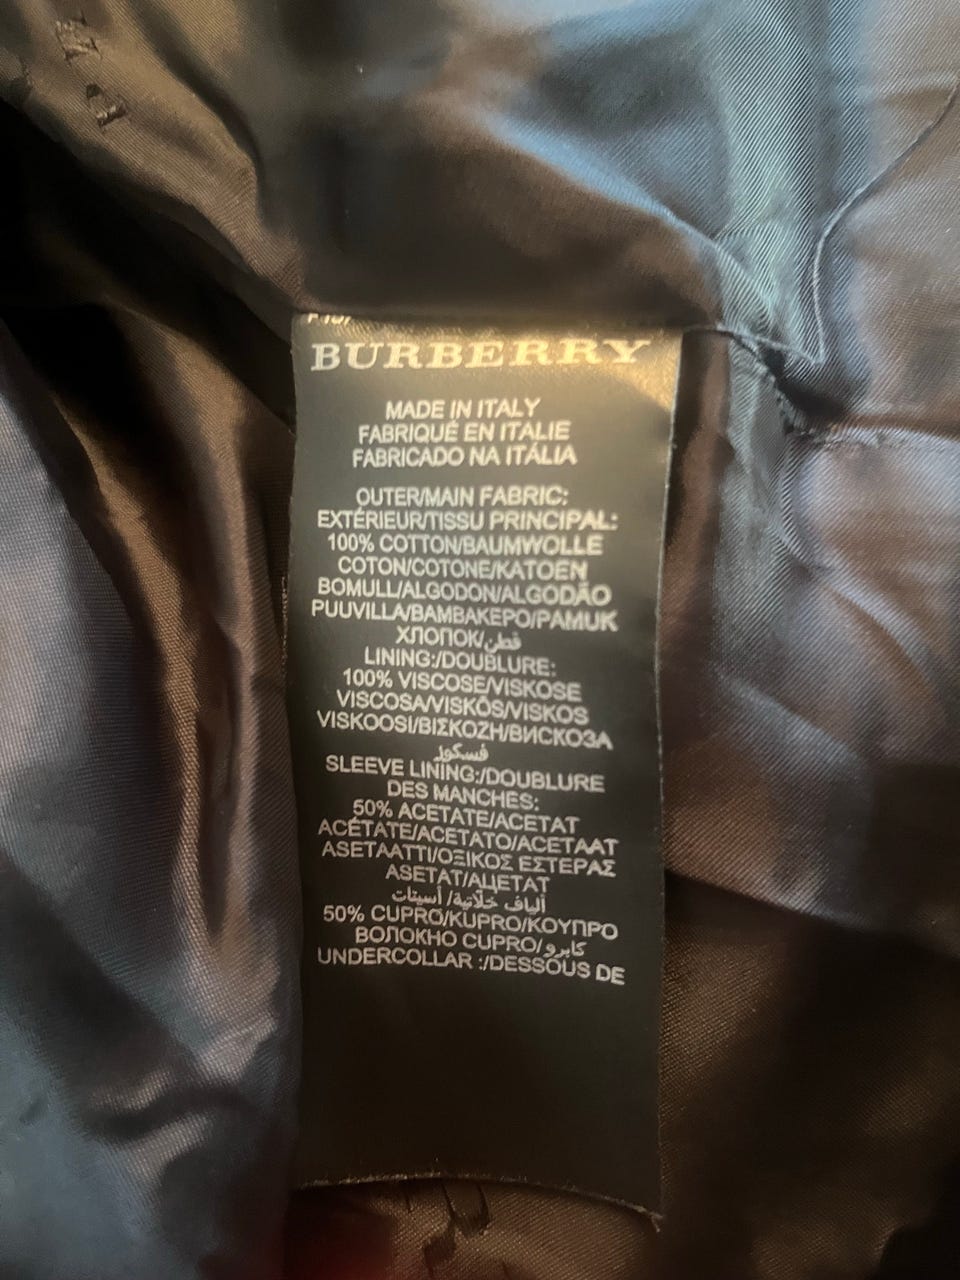 BURBERRY
MADE IN ITALY
FABRIQUÉ EN ITALIE
FABRICADO NA ITÁLIA
OUTER/MAIN FABRIC:
EXTÉRIEUR/TISSU PRINCIPAL:
100% COTTON/BAUMWOLLE
COTON/COTONE/KATOEN
BOMULL/ALGODON/ALGODÃO
PUUVILLA/ΒΑΜΒΑΚΕΡΟ/PAMUK
ХЛОПОК/قطن
LINING:/DOUBLURE:
100% VISCOSE/VISKOSE
VISCOSA/VISKÓS/VISKOS
VISKOOSI/ΒΙΣΚΟΖΗ/ВИСКОЗА
فسكوز
SLEEVE LINING:/DOUBLURE
DES MANCHES:
50% ACETATE/ACETAT
ACÉTATE/ACETATO/ACETAAT
ASETAATTI/ΟΞΙΚΟΣ ΕΣΤΕΡΑΣ
ASETAT/АЦЕТАТ
ألياف خلاتية/ أسيتات
50% CUPRO/KUPRO/ΚΟΥΠΡΟ
ВОЛОКНО CUPRO/كابرو
UNDERCOLLAR :/DESSOUS DE